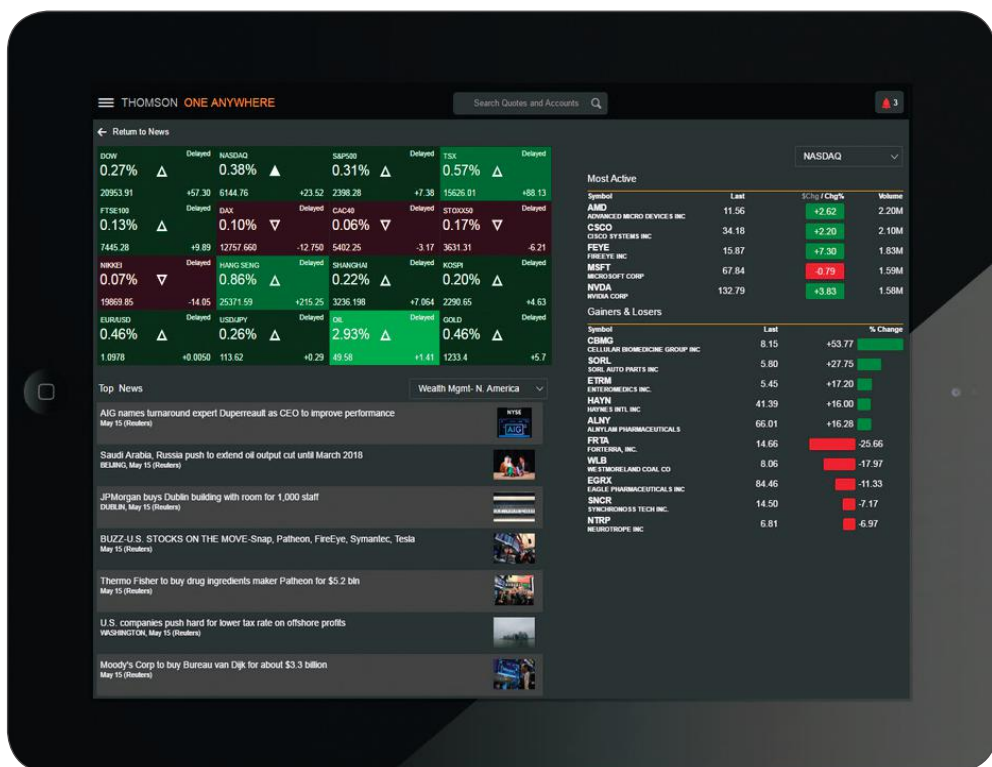 THOMSON ONE ANYWHERE
Search Quotes and Accounts
3
Return to News
DOW Delayed NASDAQ S&P500 Delayed TSX Delayed
0.27% 0.38% 0.31% 0.57%
20953.91 +57.30 6144.76 +23.52 2398.28 +7.38 15626.01 +88.13
FTSE100 Delayed DAX Delayed CAC40 Delayed STOXX50 Delayed
0.13% 0.10% 0.06% 0.17%
7445.28 +9.89 12757.660 -12.750 5402.25 -3.17 3631.31 -6.21
NIKKEI Delayed HANG SENG Delayed SHANGHAI Delayed KOSPI Delayed
0.07% 0.86% 0.22% 0.20%
19869.85 -14.05 25371.59 +215.25 3236.198 +7.064 2290.65 +4.63
EUR/USD Delayed USD/JPY Delayed OIL Delayed GOLD Delayed
0.46% 0.26% 2.93% 0.46%
1.0978 +0.0050 113.62 +0.29 49.58 +1.41 1233.4 +5.7
Top News Wealth Mgmt- N. America
AIG names turnaround expert Duperreault as CEO to improve performance
May 15 (Reuters)
NYSE
AIG
Saudi Arabia, Russia push to extend oil output cut until March 2018
BEIJING, May 15 (Reuters)
JPMorgan buys Dublin building with room for 1,000 staff
DUBLIN, May 15 (Reuters)
BUZZ-U.S. STOCKS ON THE MOVE-Snap, Patheon, FireEye, Symantec, Tesla
May 15 (Reuters)
Thermo Fisher to buy drug ingredients maker Patheon for $5.2 bln
May 15 (Reuters)
U.S. companies push hard for lower tax rate on offshore profits
WASHINGTON, May 15 (Reuters)
Moody's Corp to buy Bureau van Dijk for about $3.3 billion
May 15 (Reuters)
NASDAQ
Most Active
Symbol Last $Chg / Chg% Volume
AMD 11.56 +2.62 2.20M
ADVANCED MICRO DEVICES INC
CSCO 34.18 +2.20 2.10M
CISCO SYSTEMS INC
FEYE 15.87 +7.30 1.83M
FIREEYE INC
MSFT 67.84 -0.79 1.59M
MICROSOFT CORP
NVDA 132.79 +3.83 1.58M
NVIDIA CORP
Gainers & Losers
Symbol Last % Change
CBMG 8.15 +53.77
CELLULAR BIOMEDICINE GROUP INC
SORL 5.80 +27.75
SORL AUTO PARTS INC
ETRM 5.45 +17.20
ENTEROMEDICS INC.
HAYN 41.39 +16.00
HAYNES INTL INC
ALNY 66.01 +16.28
ALNYLAM PHARMACEUTICALS
FRTA 14.66 -25.66
FORTERRA, INC.
WLB 8.06 -17.97
WESTMORELAND COAL CO
EGRX 84.46 -11.33
EAGLE PHARMACEUTICALS INC
SNCR 14.50 -7.17
SYNCHRONOSS TECH INC.
NTRP 6.81 -6.97
NEUROTROPE INC